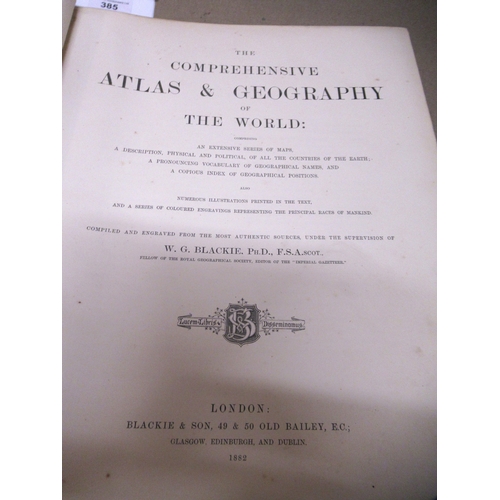 385
THE
COMPREHENSIVE
ATLAS & GEOGRAPHY
OF
THE WORLD:
COMPRISING
AN EXTENSIVE SERIES OF MAPS,
A DESCRIPTION, PHYSICAL AND POLITICAL, OF ALL THE COUNTRIES OF THE EARTH;
A PRONOUNCING VOCABULARY OF GEOGRAPHICAL NAMES, AND
A COPIOUS INDEX OF GEOGRAPHICAL POSITIONS.
ALSO
NUMEROUS ILLUSTRATIONS PRINTED IN THE TEXT,
AND A SERIES OF COLOURED ENGRAVINGS REPRESENTING THE PRINCIPAL RACES OF MANKIND.
COMPILED AND ENGRAVED FROM THE MOST AUTHENTIC SOURCES, UNDER THE SUPERVISION OF
W. G. BLACKIE, PH.D., F.S.A.SCOT.,
FELLOW OF THE ROYAL GEOGRAPHICAL SOCIETY, EDITOR OF THE "IMPERIAL GAZETTEER."
Lucem Libris Disseminamus
LONDON:
BLACKIE & SON, 49 & 50 OLD BAILEY, E.C.;
GLASGOW, EDINBURGH, AND DUBLIN.
1882